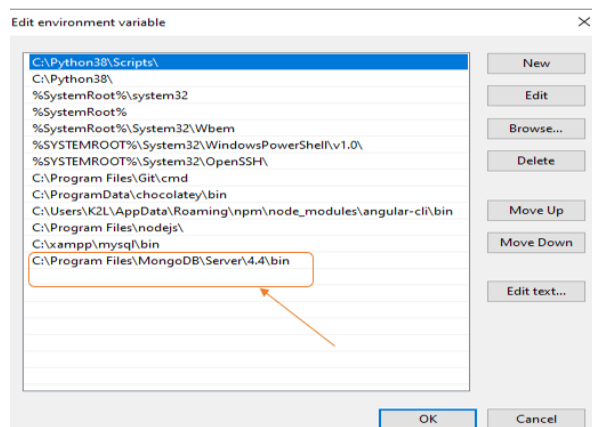 Edit environment variable
C:\Python38\Scripts\
C:\Python38\
%SystemRoot%\system32
%SystemRoot%
%SystemRoot%\System32\Wbem
%SYSTEMROOT%\System32\WindowsPowerShell\v1.0\
%SYSTEMROOT%\System32\OpenSSH\
C:\Program Files\Git\cmd
C:\ProgramData\chocolatey\bin
C:\Users\K2L\AppData\Roaming\npm\node_modules\angular-cli\bin
C:\Program Files\nodejs\
C:\xampp\mysql\bin
C:\Program Files\MongoDB\Server\4.4\bin
New
Edit
Browse...
Delete
Move Up
Move Down
Edit text...
OK
Cancel